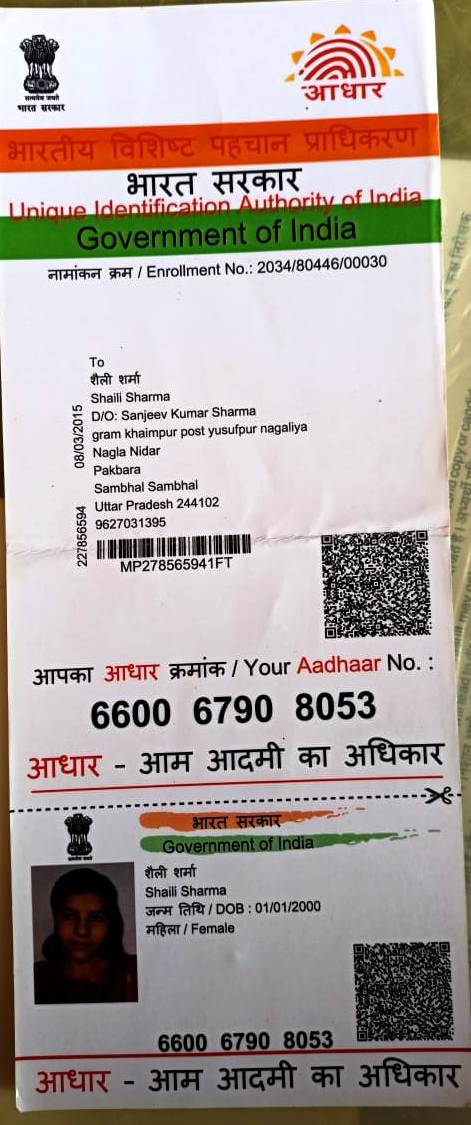 सत्यमेव जयते
भारत सरकार
आधार
भारतीय विशिष्ट पहचान प्राधिकरण
भारत सरकार
Unique Identification Authority of India
Government of India
नामांकन क्रम / Enrollment No.: 2034/80446/00030
To
शैली शर्मा
Shaili Sharma
D/O: Sanjeev Kumar Sharma
gram khaimpur post yusufpur nagaliya
Nagla Nidar
Pakbara
Sambhal Sambhal
Uttar Pradesh 244102
9627031395
08/03/2015
227856594
MP278565941FT
आपका आधार क्रमांक / Your Aadhaar No. :
6600 6790 8053
आधार - आम आदमी का अधिकार
भारत सरकार
Government of India
शैली शर्मा
Shaili Sharma
जन्म तिथि / DOB : 01/01/2000
महिला / Female
6600 6790 8053
आधार - आम आदमी का अधिकार